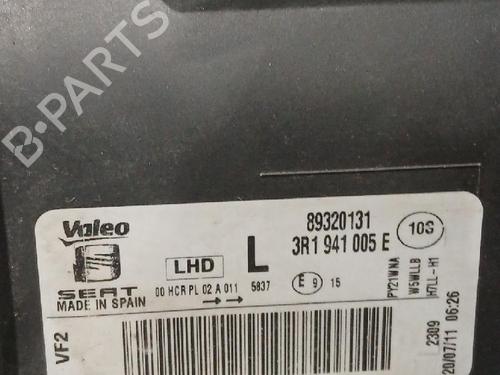 B-PARTS
Valeo
SEAT
MADE IN SPAIN
LHD
L
89320131
3R1 941 005 E
10S
00 HCR PL 02 A 011
5837
E 9 15
PY21WNA
W5WLLB
H7LL-H1
2309
20/07/11 06:26
VF2